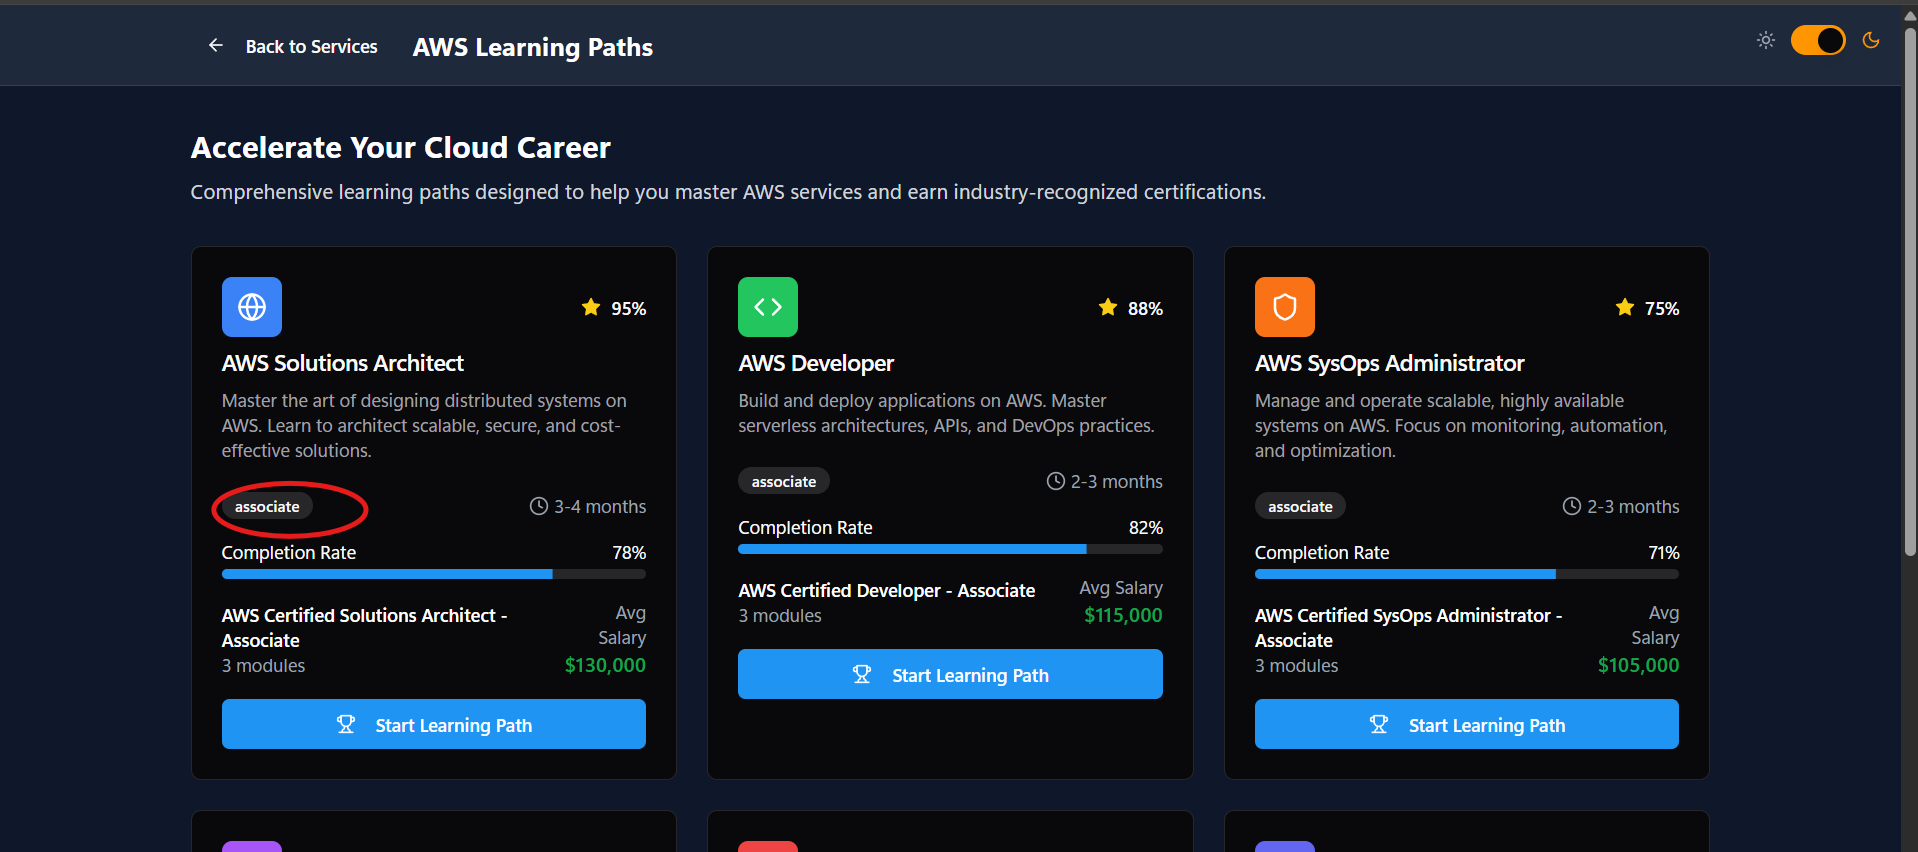 Back to Services
AWS Learning Paths
Accelerate Your Cloud Career
Comprehensive learning paths designed to help you master AWS services and earn industry-recognized certifications.
95%
AWS Solutions Architect
Master the art of designing distributed systems on
AWS. Learn to architect scalable, secure, and cost-
effective solutions.
associate
3-4 months
Completion Rate
78%
AWS Certified Solutions Architect -
Associate
3 modules
Avg
Salary
$130,000
Start Learning Path
88%
AWS Developer
Build and deploy applications on AWS. Master
serverless architectures, APIs, and DevOps practices.
associate
2-3 months
Completion Rate
82%
AWS Certified Developer - Associate
3 modules
Avg Salary
$115,000
Start Learning Path
75%
AWS SysOps Administrator
Manage and operate scalable, highly available
systems on AWS. Focus on monitoring, automation,
and optimization.
associate
2-3 months
Completion Rate
71%
AWS Certified SysOps Administrator -
Associate
3 modules
Avg
Salary
$105,000
Start Learning Path